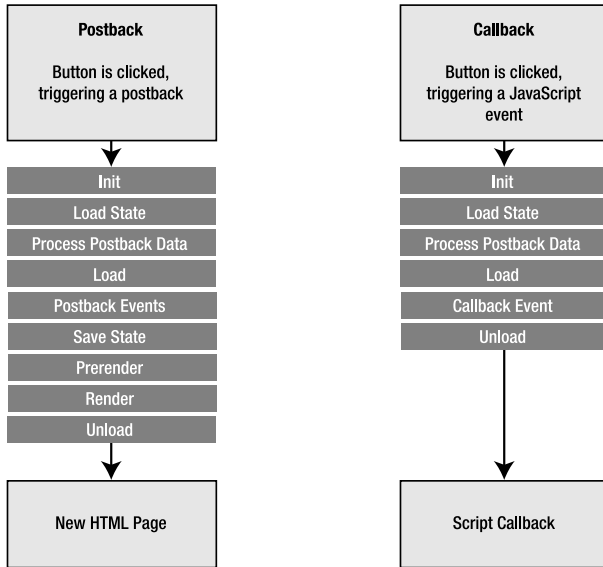 Postback
Button is clicked,
triggering a postback
Init
Load State
Process Postback Data
Load
Postback Events
Save State
Prerender
Render
Unload
New HTML Page
Callback
Button is clicked,
triggering a JavaScript
event
Init
Load State
Process Postback Data
Load
Callback Event
Unload
Script Callback